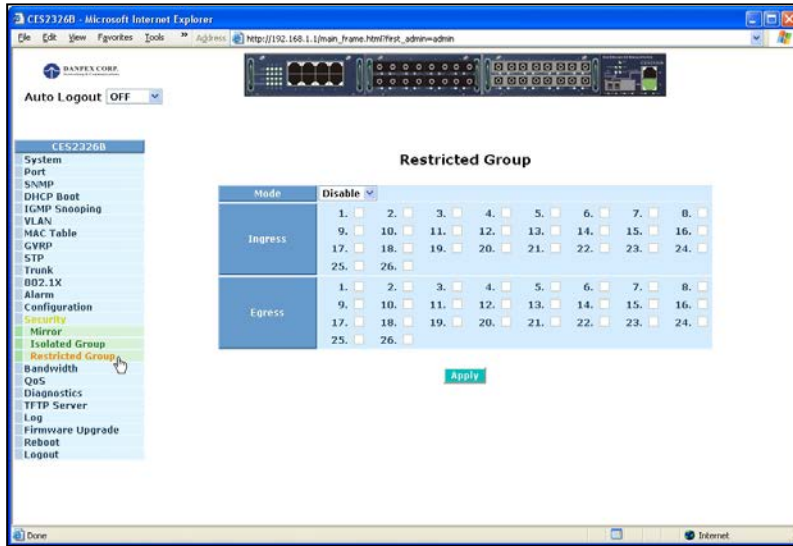 CES2326B - Microsoft Internet Explorer
File Edit View Favorites Tools » Address http://192.168.1.1/main_frame.html?first_admin=admin
DANPEX CORP.
Auto Logout OFF
CES2326B
System
Port
SNMP
DHCP Boot
IGMP Snooping
VLAN
MAC Table
GVRP
STP
Trunk
802.1X
Alarm
Configuration
Security
Mirror
Isolated Group
Restricted Group
Bandwidth
QoS
Diagnostics
TFTP Server
Log
Firmware Upgrade
Reboot
Logout
Restricted Group
Mode Disable
Ingress
1. 2. 3. 4. 5. 6. 7. 8.
9. 10. 11. 12. 13. 14. 15. 16.
17. 18. 19. 20. 21. 22. 23. 24.
25. 26.
Egress
1. 2. 3. 4. 5. 6. 7. 8.
9. 10. 11. 12. 13. 14. 15. 16.
17. 18. 19. 20. 21. 22. 23. 24.
25. 26.
Apply
Done Internet